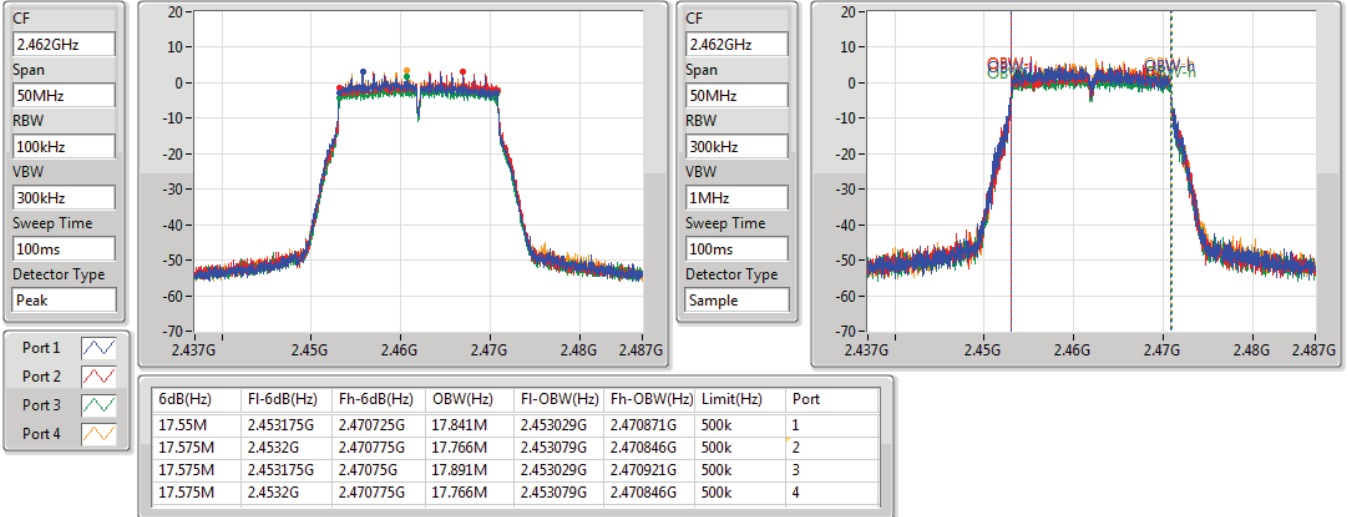 CF
2.462GHz
Span
50MHz
RBW
100kHz
VBW
300kHz
Sweep Time
100ms
Detector Type
Peak
20
10
0
-10
-20
-30
-40
-50
-60
-70
2.437G 2.45G 2.46G 2.47G 2.48G 2.487G
CF
2.462GHz
Span
50MHz
RBW
300kHz
VBW
1MHz
Sweep Time
100ms
Detector Type
Sample
20
10
0
-10
-20
-30
-40
-50
-60
-70
OBW-l OBW-h
2.437G 2.45G 2.46G 2.47G 2.48G 2.487G
Port 1
Port 2
Port 3
Port 4
6dB(Hz) Fl-6dB(Hz) Fh-6dB(Hz) OBW(Hz) Fl-OBW(Hz) Fh-OBW(Hz) Limit(Hz) Port
17.55M 2.453175G 2.470725G 17.841M 2.453029G 2.470871G 500k 1
17.575M 2.4532G 2.470775G 17.766M 2.453079G 2.470846G 500k 2
17.575M 2.453175G 2.47075G 17.891M 2.453029G 2.470921G 500k 3
17.575M 2.4532G 2.470775G 17.766M 2.453079G 2.470846G 500k 4